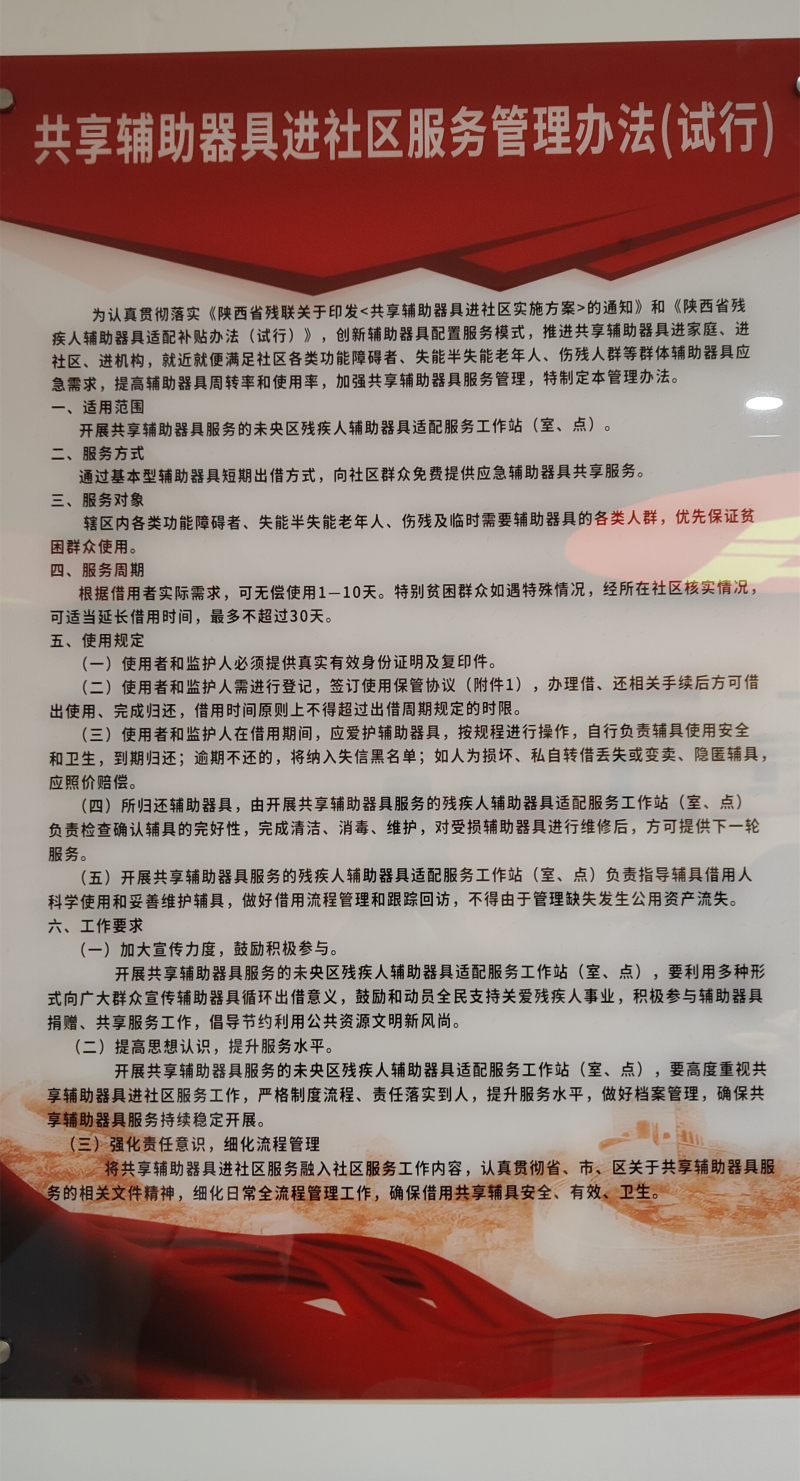 共享辅助器具进社区服务管理办法(试行)
为认真贯彻落实《陕西省残联关于印发<共享辅助器具进社区实施方案>的通知》和《陕西省残
疾人辅助器具适配补贴办法（试行）》，创新辅助器具配置服务模式，推进共享辅助器具进家庭、进
社区、进机构，就近就便满足社区各类功能障碍者、失能半失能老年人、伤残人群等群体辅助器具应
急需求，提高辅助器具周转率和使用率，加强共享辅助器具服务管理，特制定本管理办法。
一、适用范围
开展共享辅助器具服务的未央区残疾人辅助器具适配服务工作站（室、点）。
二、服务方式
通过基本型辅助器具短期出借方式，向社区群众免费提供应急辅助器具共享服务。
三、服务对象
辖区内各类功能障碍者、失能半失能老年人、伤残及临时需要辅助器具的各类人群，优先保证贫
困群众使用。
四、服务周期
根据借用者实际需求，可无偿使用1—10天。特别贫困群众如遇特殊情况，经所在社区核实情况，
可适当延长借用时间，最多不超过30天。
五、使用规定
（一）使用者和监护人必须提供真实有效身份证明及复印件。
（二）使用者和监护人需进行登记，签订使用保管协议（附件1），办理借、还相关手续后方可借
出使用、完成归还，借用时间原则上不得超过出借周期规定的时限。
（三）使用者和监护人在借用期间，应爱护辅助器具，按规程进行操作，自行负责辅具使用安全
和卫生，到期归还；逾期不还的，将纳入失信黑名单；如人为损坏、私自转借丢失或变卖、隐匿辅具，
应照价赔偿。
（四）所归还辅助器具，由开展共享辅助器具服务的残疾人辅助器具适配服务工作站（室、点）
负责检查确认辅具的完好性，完成清洁、消毒、维护，对受损辅助器具进行维修后，方可提供下一轮
服务。
（五）开展共享辅助器具服务的残疾人辅助器具适配服务工作站（室、点）负责指导辅具借用人
科学使用和妥善维护辅具，做好借用流程管理和跟踪回访，不得由于管理缺失发生公用资产流失。
六、工作要求
（一）加大宣传力度，鼓励积极参与。
开展共享辅助器具服务的未央区残疾人辅助器具适配服务工作站（室、点），要利用多种形
式向广大群众宣传辅助器具循环出借意义，鼓励和动员全民支持关爱残疾人事业，积极参与辅助器具
捐赠、共享服务工作，倡导节约利用公共资源文明新风尚。
（二）提高思想认识，提升服务水平。
开展共享辅助器具服务的未央区残疾人辅助器具适配服务工作站（室、点），要高度重视共
享辅助器具进社区服务工作，严格制度流程、责任落实到人，提升服务水平，做好档案管理，确保共
享辅助器具服务持续稳定开展。
（三）强化责任意识，细化流程管理
将共享辅助器具进社区服务融入社区服务工作内容，认真贯彻省、市、区关于共享辅助器具服
务的相关文件精神，细化日常全流程管理工作，确保借用共享辅具安全、有效、卫生。